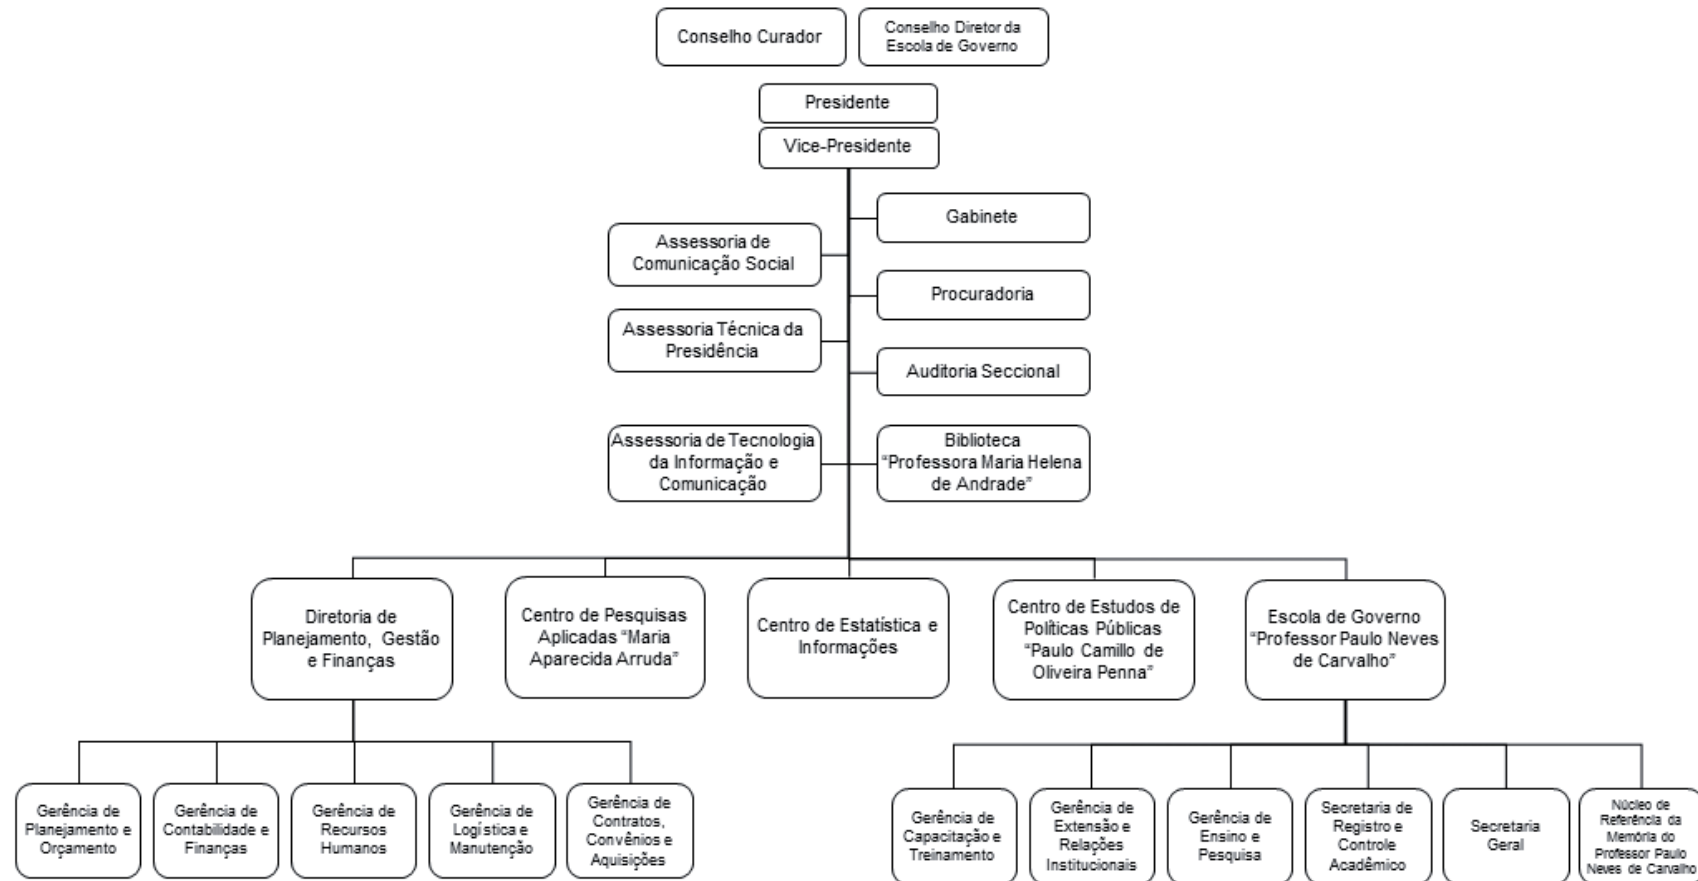 Conselho Curador
Conselho Diretor da
Escola de Governo
Presidente
Vice-Presidente
Gabinete
Assessoria de
Comunicação Social
Procuradoria
Assessoria Técnica da
Presidência
Auditoria Seccional
Assessoria de Tecnologia
da Informação e
Comunicação
Biblioteca
“Professora Maria Helena
de Andrade”
Diretoria de
Planejamento, Gestão
e Finanças
Centro de Pesquisas
Aplicadas “Maria
Aparecida Arruda”
Centro de Estatística e
Informações
Centro de Estudos de
Políticas Públicas
“Paulo Camillo de
Oliveira Penna”
Escola de Governo
“Professor Paulo Neves
de Carvalho”
Gerência de
Planejamento e
Orçamento
Gerência de
Contabilidade e
Finanças
Gerência de
Recursos
Humanos
Gerência de
Logística e
Manutenção
Gerência de
Contratos,
Convênios e
Aquisições
Gerência de
Capacitação e
Treinamento
Gerência de
Extensão e
Relações
Institucionais
Gerência de
Ensino e
Pesquisa
Secretaria de
Registro e
Controle
Acadêmico
Secretaria
Geral
Núcleo de
Referência da
Memória do
Professor Paulo
Neves de Carvalho